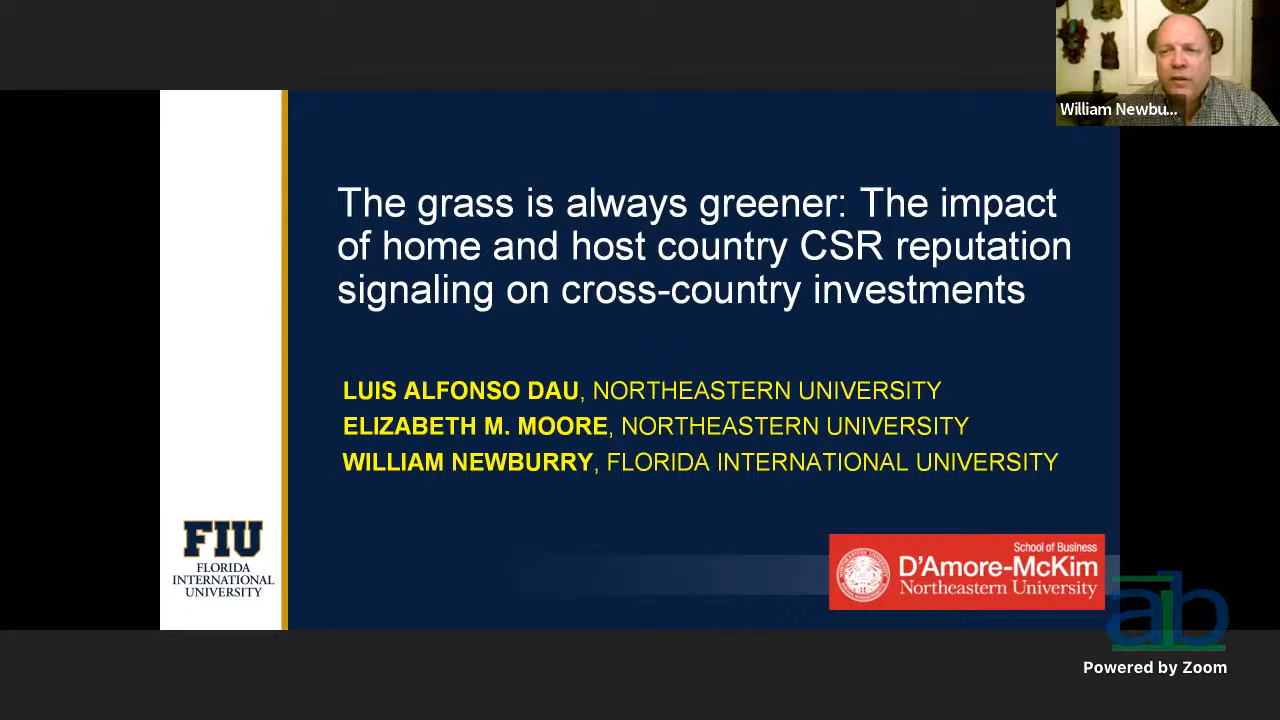 William Newbu...
The grass is always greener: The impact
of home and host country CSR reputation
signaling on cross-country investments
LUIS ALFONSO DAU, NORTHEASTERN UNIVERSITY
ELIZABETH M. MOORE, NORTHEASTERN UNIVERSITY
WILLIAM NEWBURRY, FLORIDA INTERNATIONAL UNIVERSITY
FIU
FLORIDA
INTERNATIONAL
UNIVERSITY
School of Business
D'Amore-McKim
Northeastern University
aib
Powered by Zoom